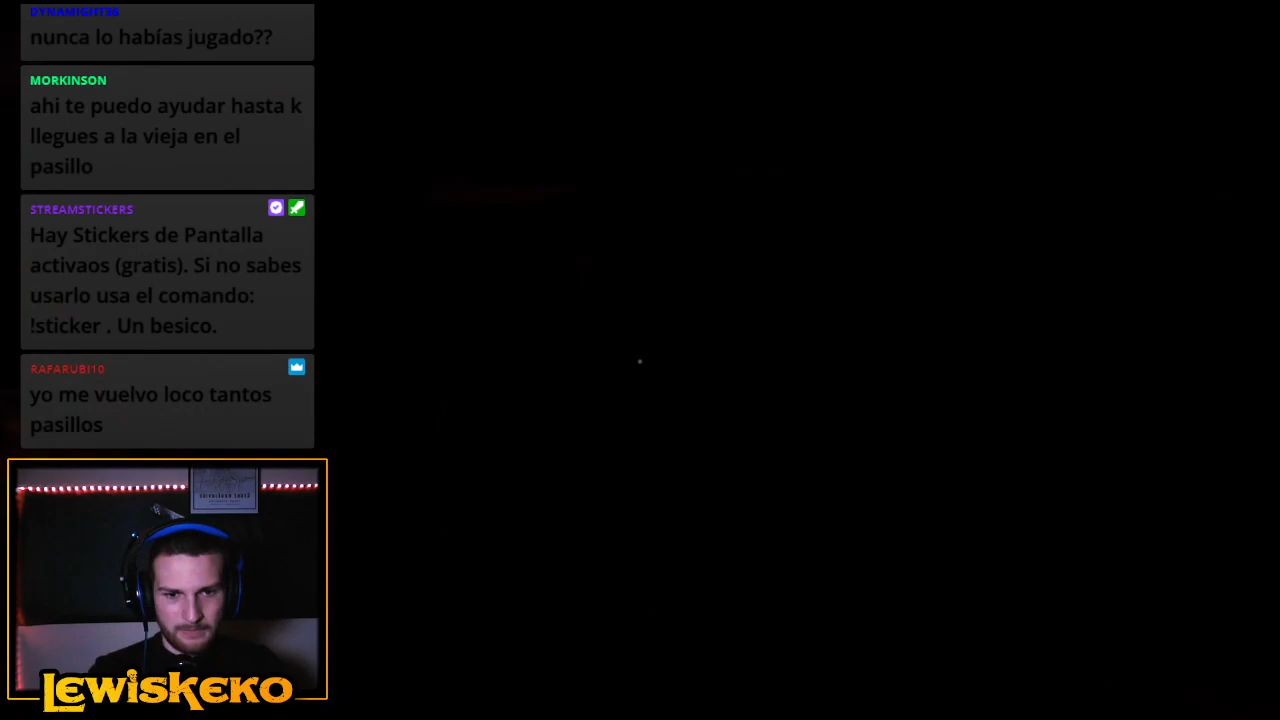 DYNAMIGHT96
nunca lo habías jugado??
MORKINSON
ahi te puedo ayudar hasta k
llegues a la vieja en el
pasillo
STREAMSTICKERS
Hay Stickers de Pantalla
activaos (gratis). Si no sabes
usarlo usa el comando:
!sticker . Un besico.
RAFARUBI10
yo me vuelvo loco tantos
pasillos
LEWISKEKO